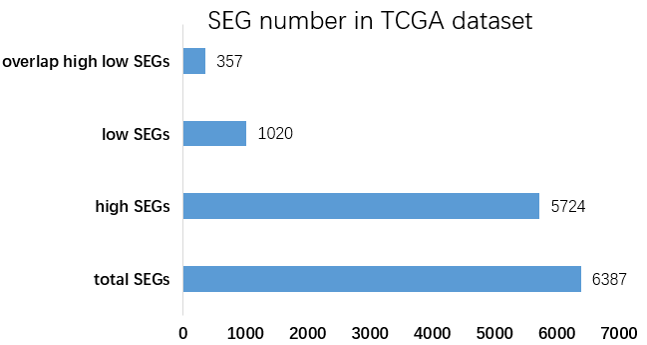 SEG number in TCGA dataset
overlap high low SEGs 357
low SEGs 1020
high SEGs 5724
total SEGs 6387
0 1000 2000 3000 4000 5000 6000 7000